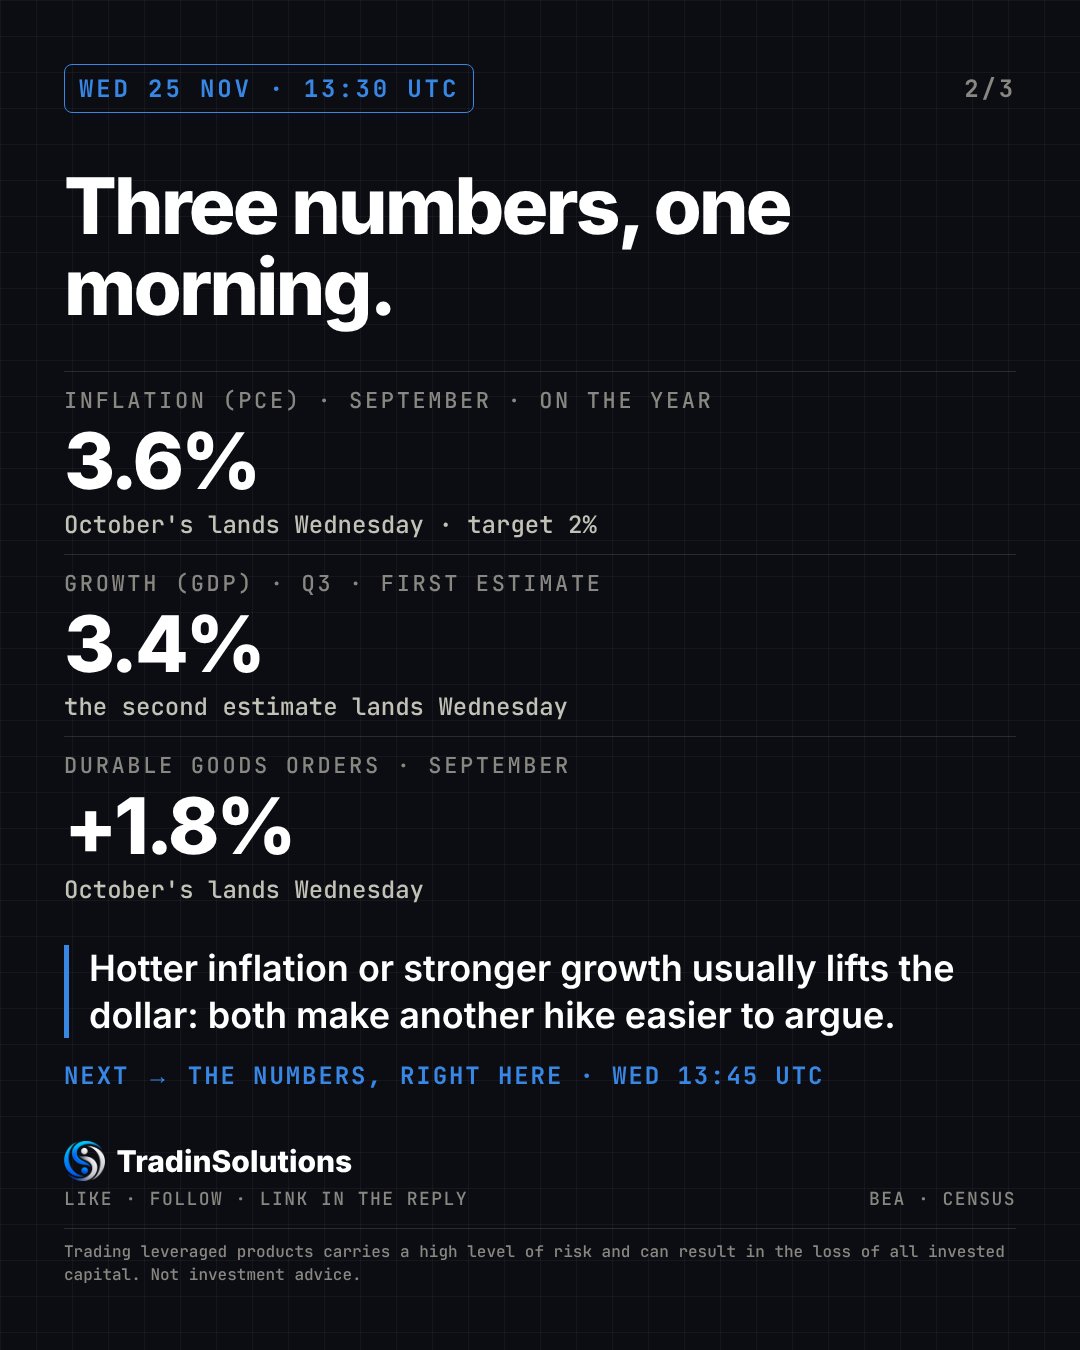 WED 25 NOV · 13:30 UTC
2/3
Three numbers, one
morning.
INFLATION (PCE) · SEPTEMBER · ON THE YEAR
3.6%
October's lands Wednesday · target 2%
GROWTH (GDP) · Q3 · FIRST ESTIMATE
3.4%
the second estimate lands Wednesday
DURABLE GOODS ORDERS · SEPTEMBER
+1.8%
October's lands Wednesday
Hotter inflation or stronger growth usually lifts the
dollar: both make another hike easier to argue.
NEXT → THE NUMBERS, RIGHT HERE · WED 13:45 UTC
TradinSolutions
LIKE · FOLLOW · LINK IN THE REPLY
BEA · CENSUS
Trading leveraged products carries a high level of risk and can result in the loss of all invested
capital. Not investment advice.